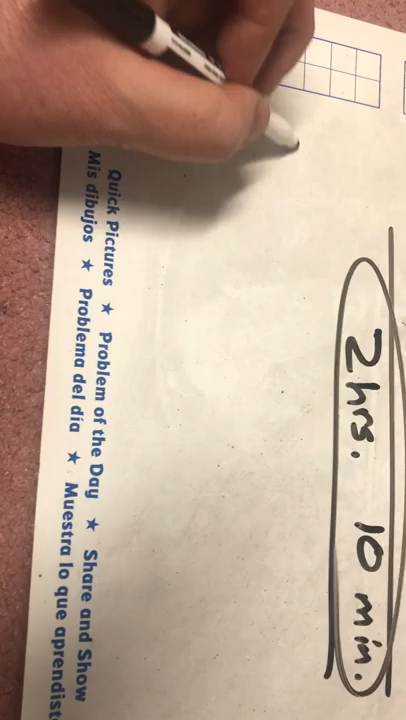 2 hrs. 10 min.
Quick Pictures ★ Problem of the Day ★ Share and Show
Mis dibujos ★ Problema del día ★ Muestra lo que aprendist